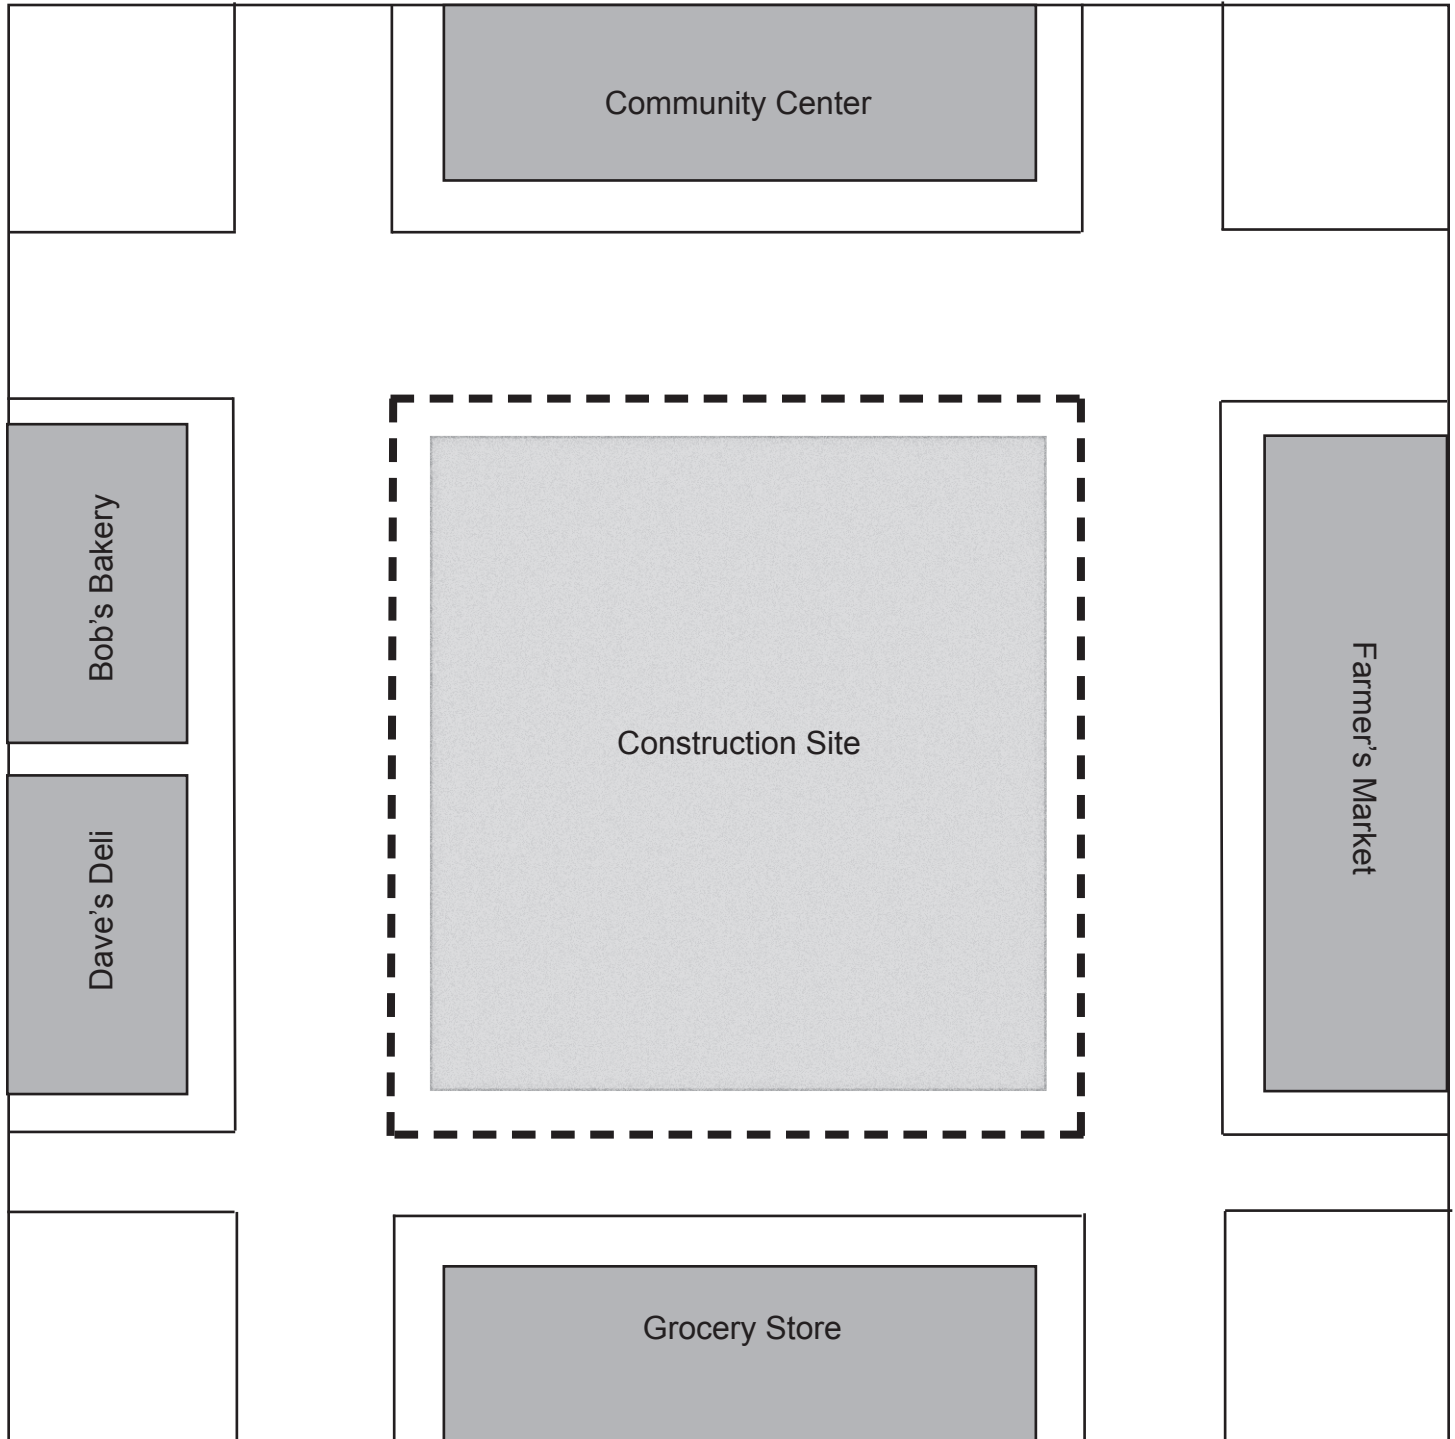 Community Center
Bob’s Bakery
Construction Site
Farmer’s Market
Dave’s Deli
Grocery Store